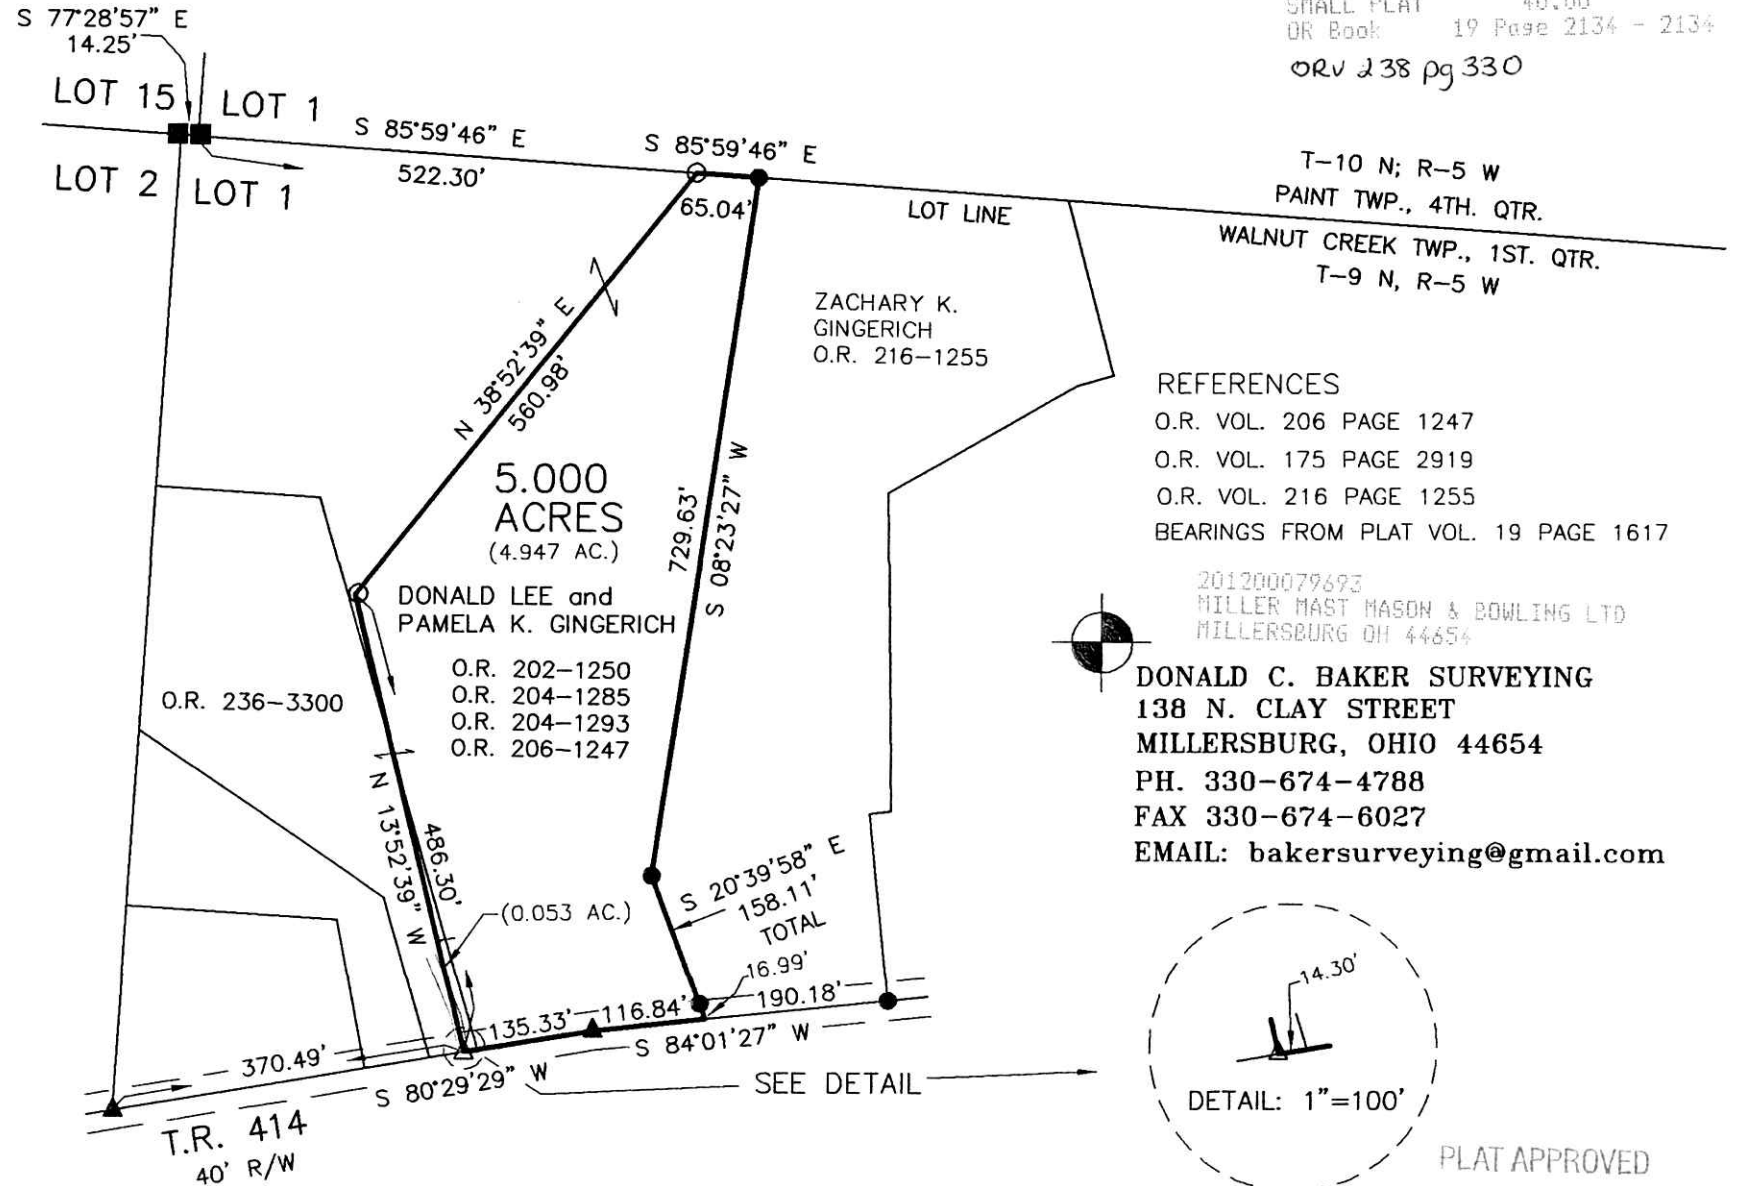 S 77°28'57" E
14.25'
SMALL PLAT 40.00
OR Book 19 Page 2134 - 2134
ORV 238 pg 330
LOT 15
LOT 1
S 85°59'46" E
522.30'
S 85°59'46" E
65.04'
LOT 2
LOT 1
LOT LINE
T-10 N; R-5 W
PAINT TWP., 4TH. QTR.
WALNUT CREEK TWP., 1ST. QTR.
T-9 N, R-5 W
ZACHARY K.
GINGERICH
O.R. 216-1255
N 38°52'39" E
560.98'
REFERENCES
O.R. VOL. 206 PAGE 1247
O.R. VOL. 175 PAGE 2919
O.R. VOL. 216 PAGE 1255
BEARINGS FROM PLAT VOL. 19 PAGE 1617
5.000
ACRES
(4.947 AC.)
729.63'
S 08°23'27" W
DONALD LEE and
PAMELA K. GINGERICH
O.R. 202-1250
O.R. 204-1285
O.R. 204-1293
O.R. 206-1247
O.R. 236-3300
201200079693
MILLER MAST MASON & BOWLING LTD
MILLERSBURG OH 44654
DONALD C. BAKER SURVEYING
138 N. CLAY STREET
MILLERSBURG, OHIO 44654
PH. 330-674-4788
FAX 330-674-6027
EMAIL: bakersurveying@gmail.com
N 13°52'39" W
486.30'
(0.053 AC.)
S 20°39'58" E
158.11'
TOTAL
16.99'
190.18'
135.33'
116.84'
S 84°01'27" W
370.49'
S 80°29'29" W
SEE DETAIL
T.R. 414
40' R/W
14.30'
DETAIL: 1"=100'
PLAT APPROVED